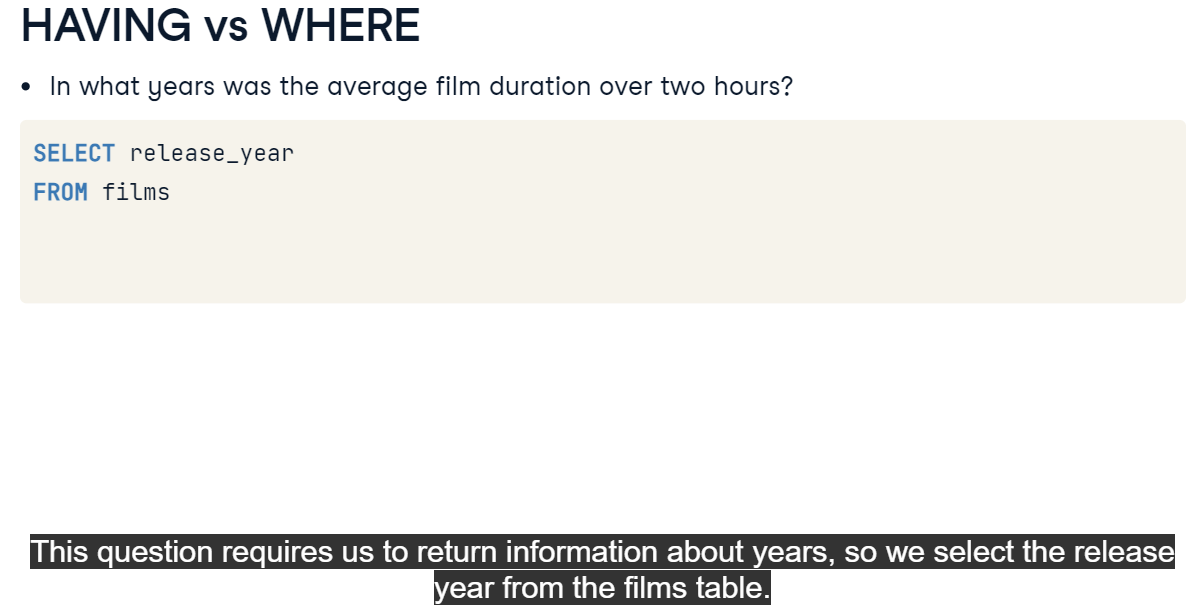 HAVING vs WHERE
• In what years was the average film duration over two hours?
SELECT release_year
FROM films
This question requires us to return information about years, so we select the release
year from the films table.